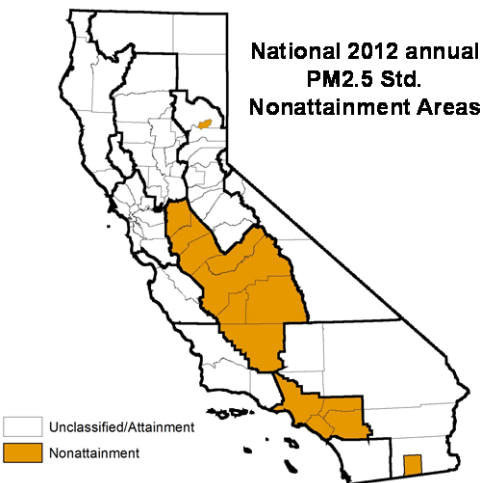 National 2012 annual
PM2.5 Std.
Nonattainment Areas
Unclassified/Attainment
Nonattainment